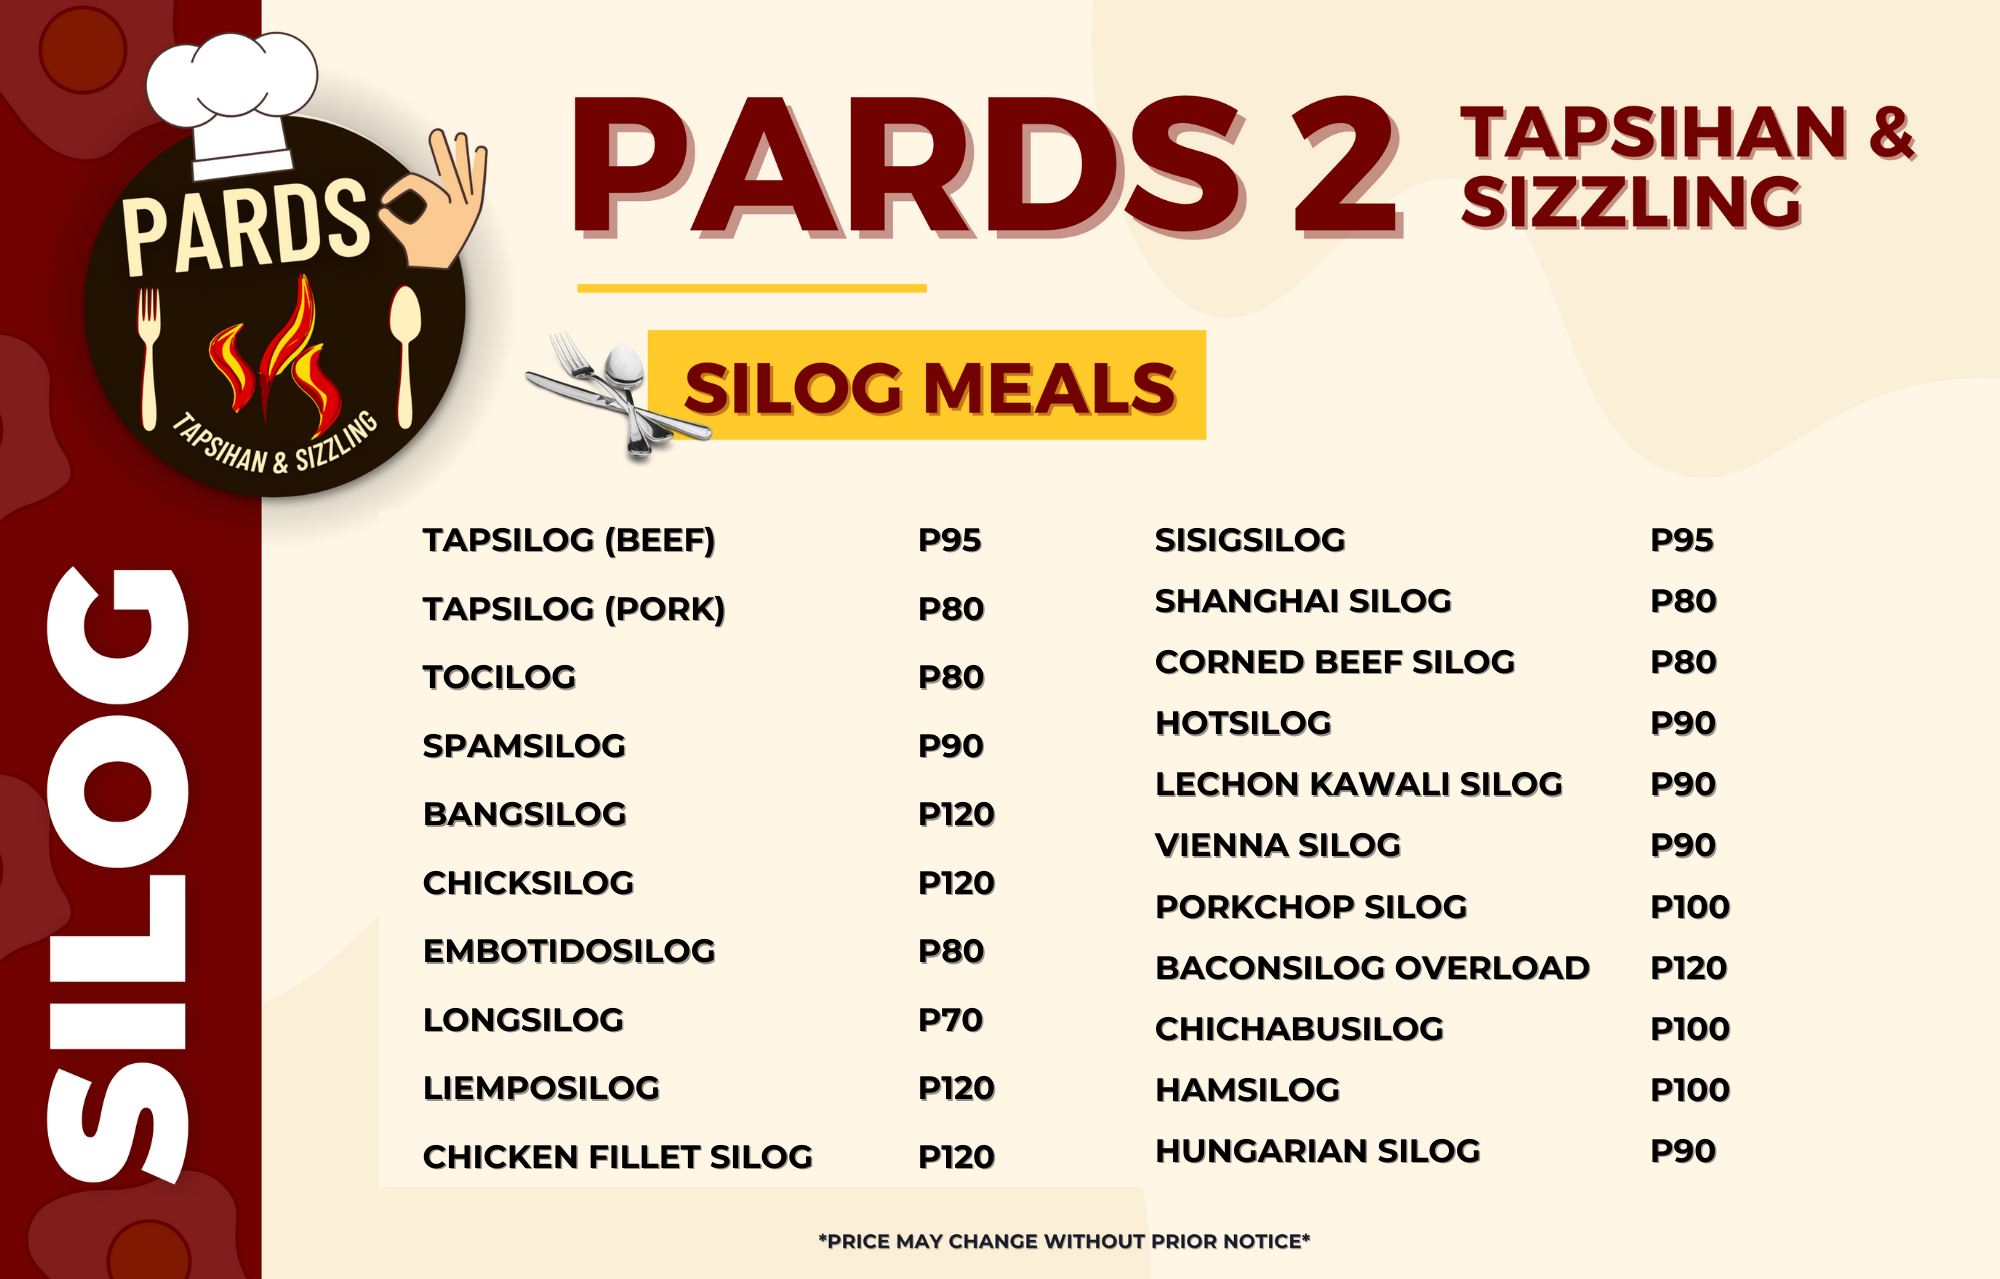 PARDS
TAPSIHAN & SIZZLING
PARDS 2
TAPSIHAN &
SIZZLING
SILOG MEALS
SILOG
TAPSILOG (BEEF) P95
TAPSILOG (PORK) P80
TOCILOG P80
SPAMSILOG P90
BANGSILOG P120
CHICKSILOG P120
EMBOTIDOSILOG P80
LONGSILOG P70
LIEMPOSILOG P120
CHICKEN FILLET SILOG P120
SISIGSILOG P95
SHANGHAI SILOG P80
CORNED BEEF SILOG P80
HOTSILOG P90
LECHON KAWALI SILOG P90
VIENNA SILOG P90
PORKCHOP SILOG P100
BACONSILOG OVERLOAD P120
CHICHABUSILOG P100
HAMSILOG P100
HUNGARIAN SILOG P90
*PRICE MAY CHANGE WITHOUT PRIOR NOTICE*